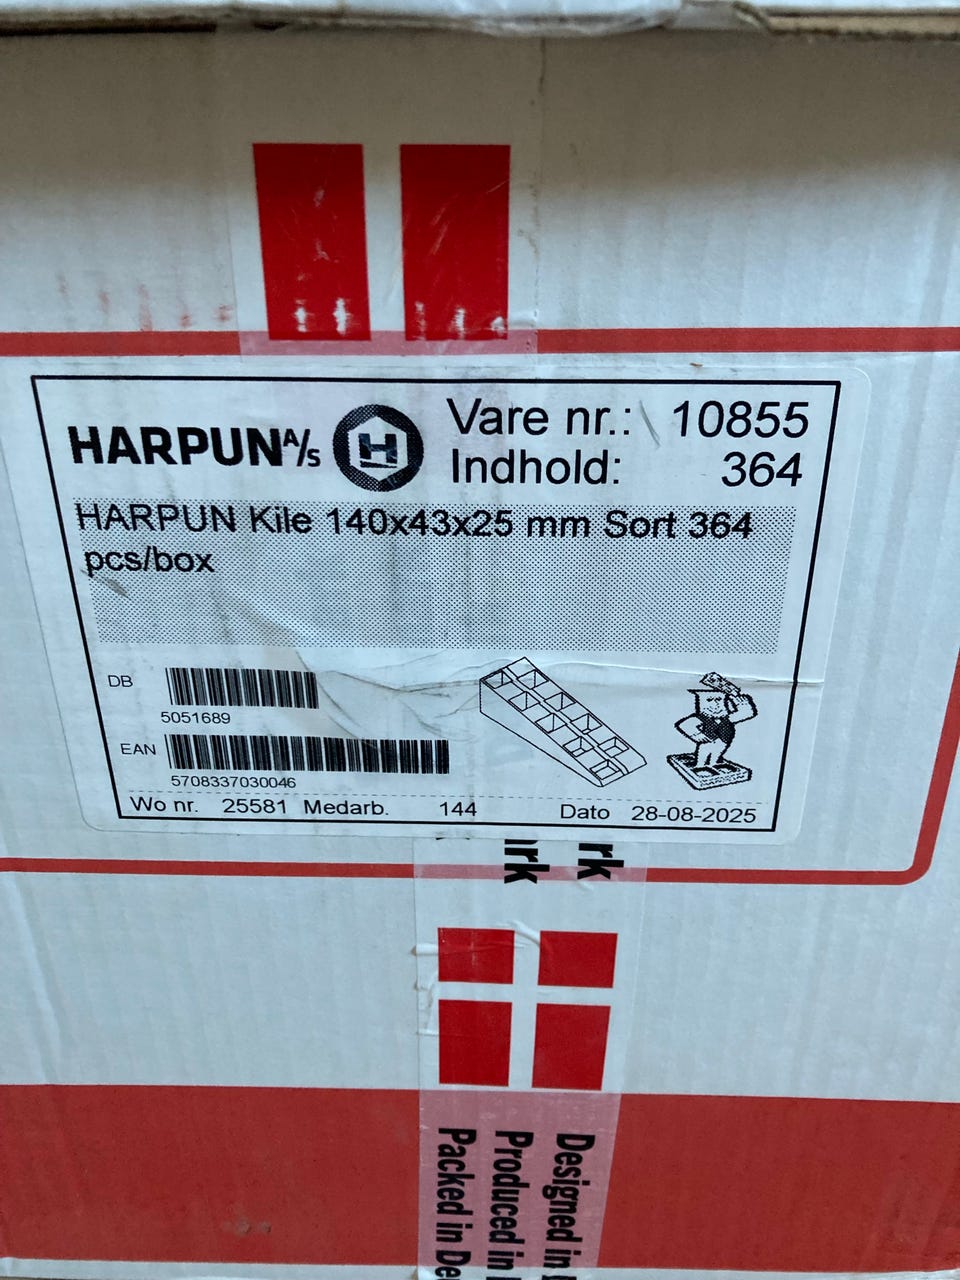 HARPUN A/S H
Vare nr.: 10855
Indhold: 364
HARPUN Kile 140x43x25 mm Sort 364
pcs/box
DB
5051689
EAN
5708337030046
Wo nr. 25581 Medarb. 144 Dato 28-08-2025
rk
rk
Designed in
Produced in
Packed in De